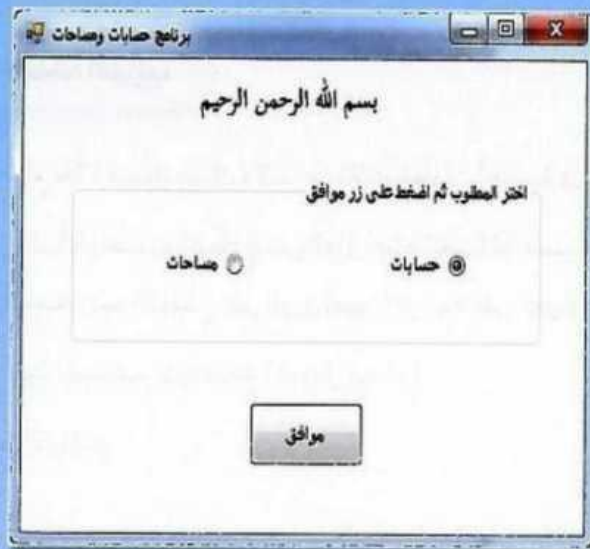 برنامج حسابات ومساحات
بسم الله الرحمن الرحيم
اختر المطلوب ثم اضغط على زر موافق
حسابات
مساحات
موافق